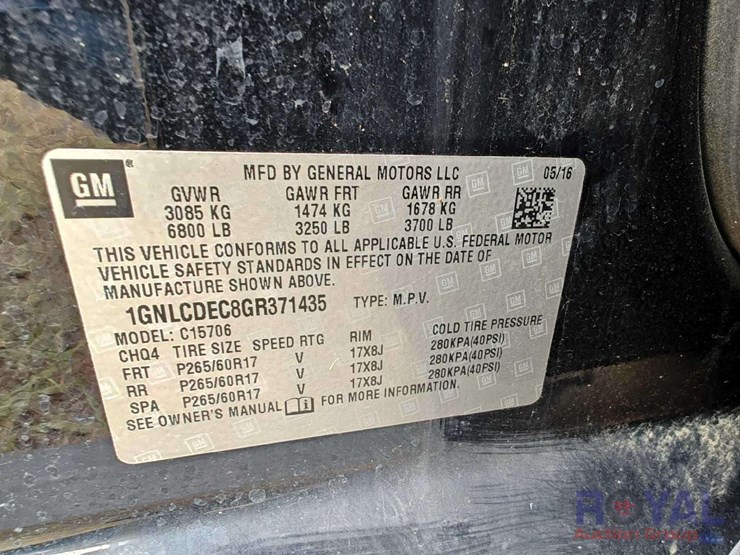 GM ®
MFD BY GENERAL MOTORS LLC 05/16
GVWR GAWR FRT GAWR RR
3085 KG 1474 KG 1678 KG
6800 LB 3250 LB 3700 LB
THIS VEHICLE CONFORMS TO ALL APPLICABLE U.S. FEDERAL MOTOR
VEHICLE SAFETY STANDARDS IN EFFECT ON THE DATE OF
MANUFACTURE SHOWN ABOVE.
1GNLCDEC8GR371435 TYPE: M.P.V.
MODEL: C15706
CHQ4 TIRE SIZE SPEED RTG RIM COLD TIRE PRESSURE
FRT P265/60R17 V 17X8J 280KPA(40PSI)
RR P265/60R17 V 17X8J 280KPA(40PSI)
SPA P265/60R17 V 17X8J 280KPA(40PSI)
SEE OWNER'S MANUAL FOR MORE INFORMATION.
ROYAL